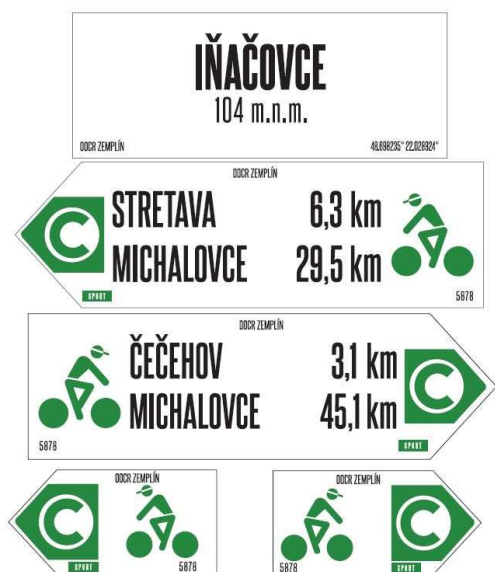 IŇAČOVCE
104 m.n.m.
OOCR ZEMPLÍN 48.698235° 22.028924°
OOCR ZEMPLÍN
C STRETAVA 6,3 km
MICHALOVCE 29,5 km
SPORT 5878
OOCR ZEMPLÍN
ČEČEHOV 3,1 km C
MICHALOVCE 45,1 km
5878 SPORT
OOCR ZEMPLÍN
C
SPORT 5878
OOCR ZEMPLÍN
C
5878 SPORT